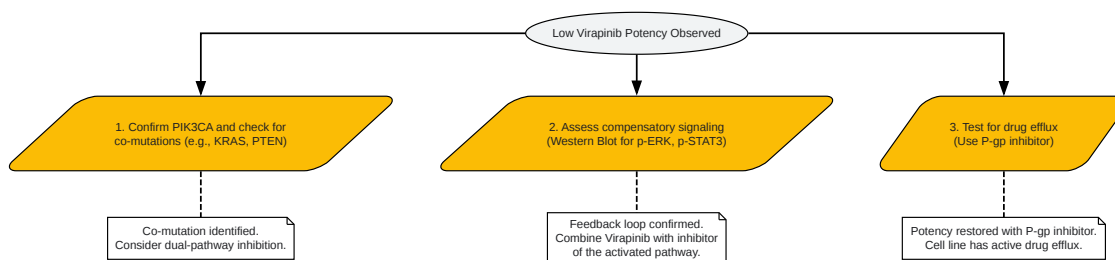 Low Virapinib Potency Observed
1. Confirm PIK3CA and check for
co-mutations (e.g., KRAS, PTEN)
2. Assess compensatory signaling
(Western Blot for p-ERK, p-STAT3)
3. Test for drug efflux
(Use P-gp inhibitor)
Co-mutation identified.
Consider dual-pathway inhibition.
Feedback loop confirmed.
Combine Virapinib with inhibitor
of the activated pathway.
Potency restored with P-gp inhibitor.
Cell line has active drug efflux.